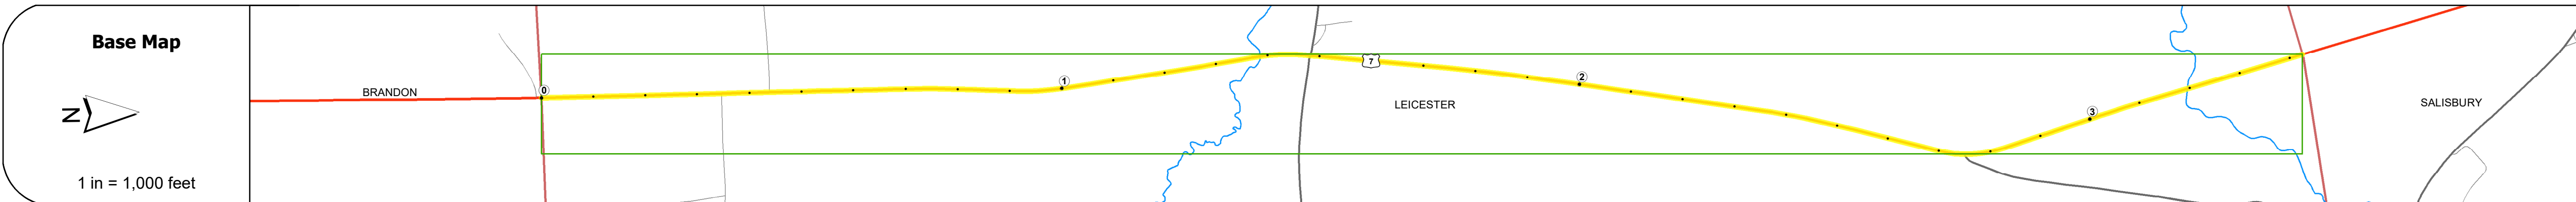 Base Map
N
1 in = 1,000 feet
BRANDON
0
1
7
2
LEICESTER
3
SALISBURY